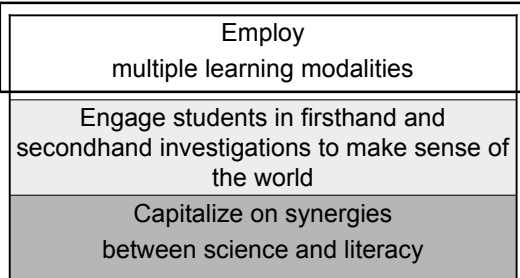 Employ
multiple learning modalities
Engage students in firsthand and
secondhand investigations to make sense of
the world
Capitalize on synergies
between science and literacy